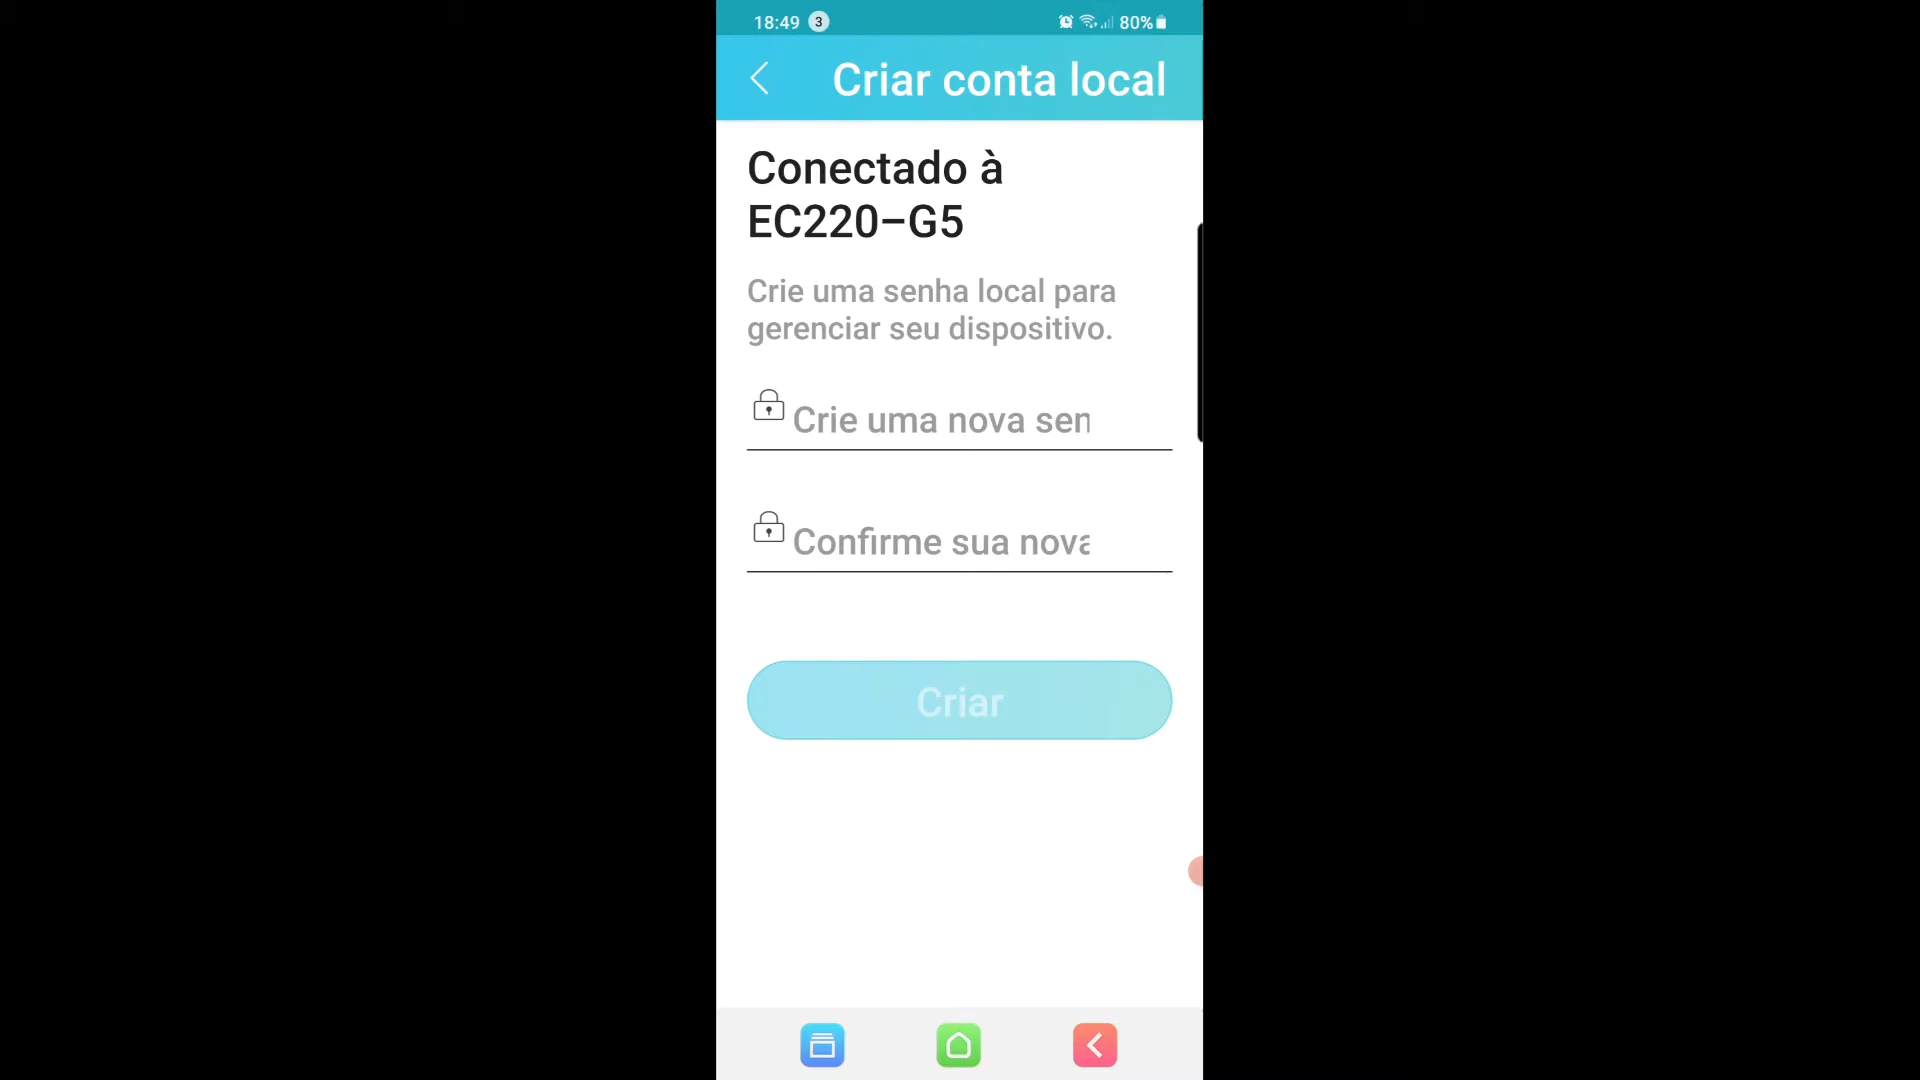 18:49 3 80%
Criar conta local
Conectado à
EC220–G5
Crie uma senha local para
gerenciar seu dispositivo.
Crie uma nova sen
Confirme sua nova
Criar